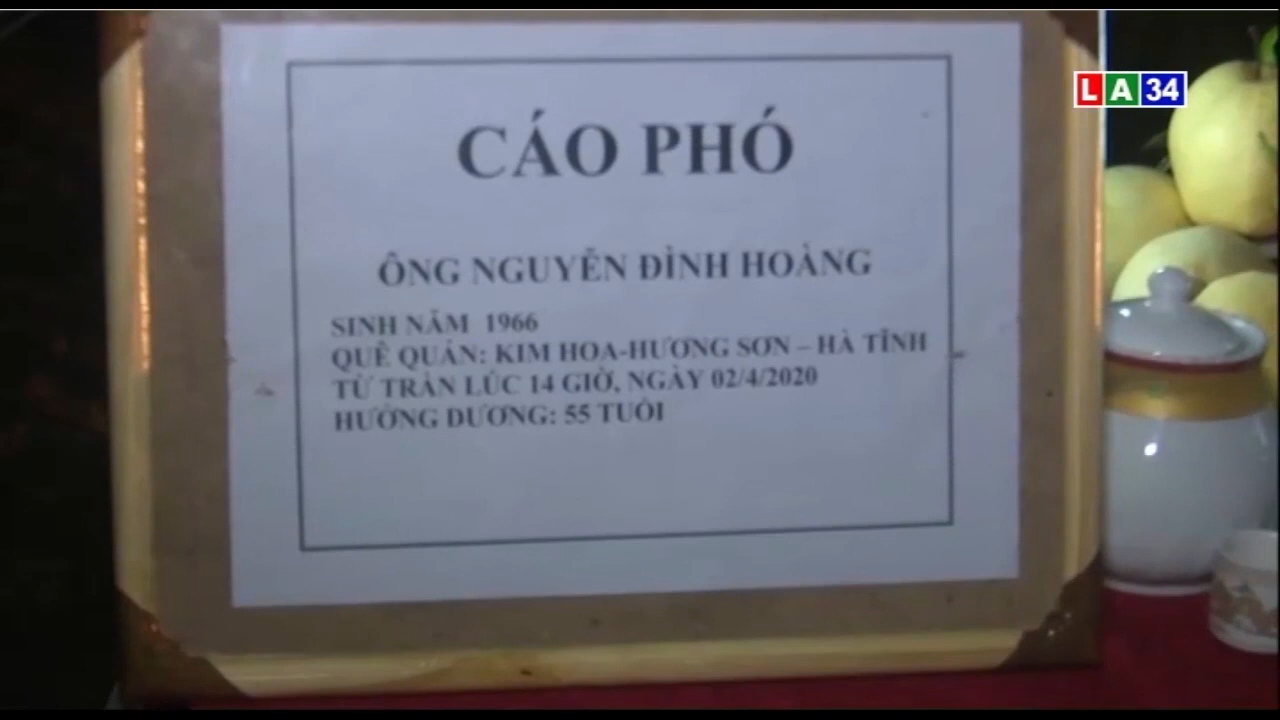 LA34
CÁO PHÓ
ÔNG NGUYỄN ĐÌNH HOÀNG
SINH NĂM 1966
QUÊ QUÁN: KIM HOA-HƯƠNG SƠN – HÀ TĨNH
TỪ TRẦN LÚC 14 GIỜ, NGÀY 02/4/2020
HƯỞNG DƯƠNG: 55 TUỔI